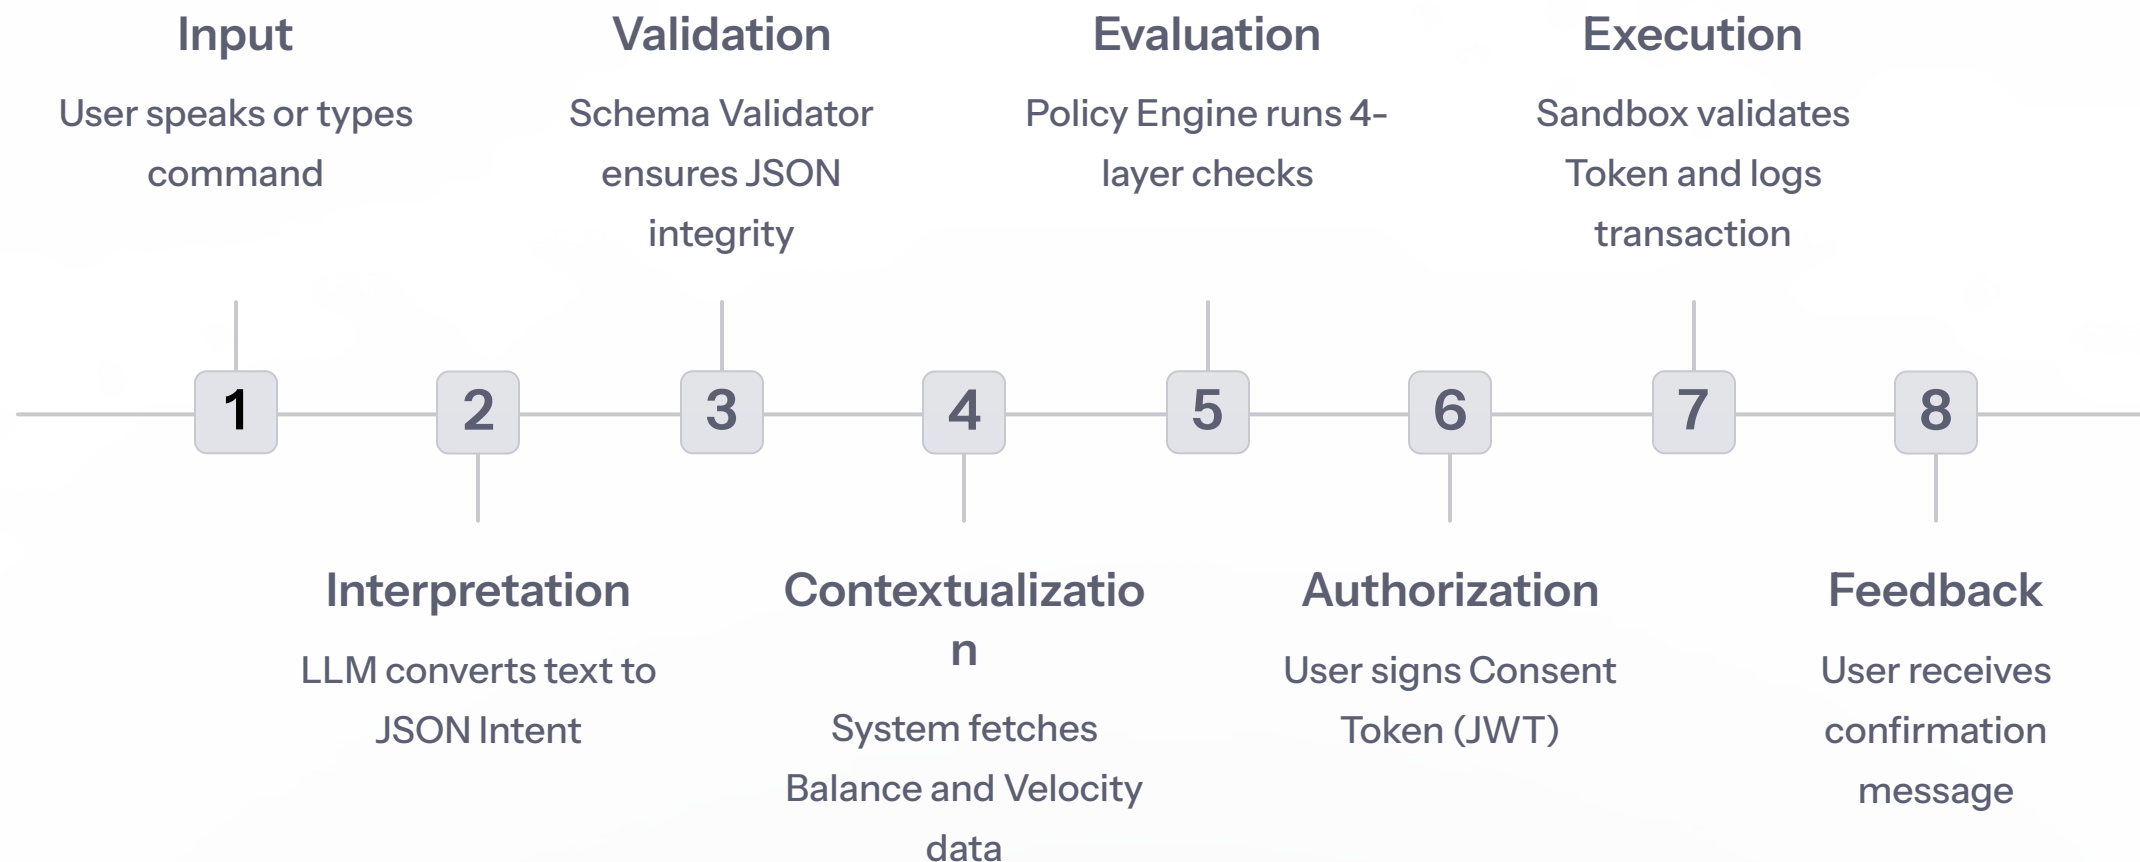 Input
User speaks or types
command
Validation
Schema Validator
ensures JSON
integrity
Evaluation
Policy Engine runs 4-
layer checks
Execution
Sandbox validates
Token and logs
transaction
1
2
3
4
5
6
7
8
Interpretation
LLM converts text to
JSON Intent
Contextualizatio
n
System fetches
Balance and Velocity
data
Authorization
User signs Consent
Token (JWT)
Feedback
User receives
confirmation
message